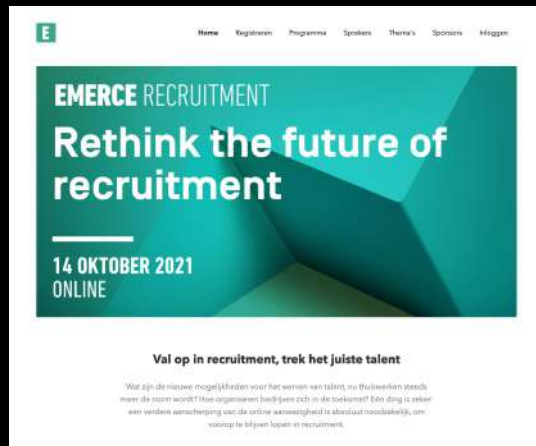 E
Home Registreren Programma Sprekers Thema's Sponsors Inloggen
EMERCE RECRUITMENT
Rethink the future of
recruitment
14 OKTOBER 2021
ONLINE
Val op in recruitment, trek het juiste talent
Wat zijn de nieuwe mogelijkheden voor het werven van talent, nu thuiswerken steeds
meer de norm wordt? Hoe organiseren bedrijven zich in de toekomst? Eén ding is zeker:
een verdere aanscherping van de online aanwezigheid is absoluut noodzakelijk, om
voorop te blijven lopen in recruitment.